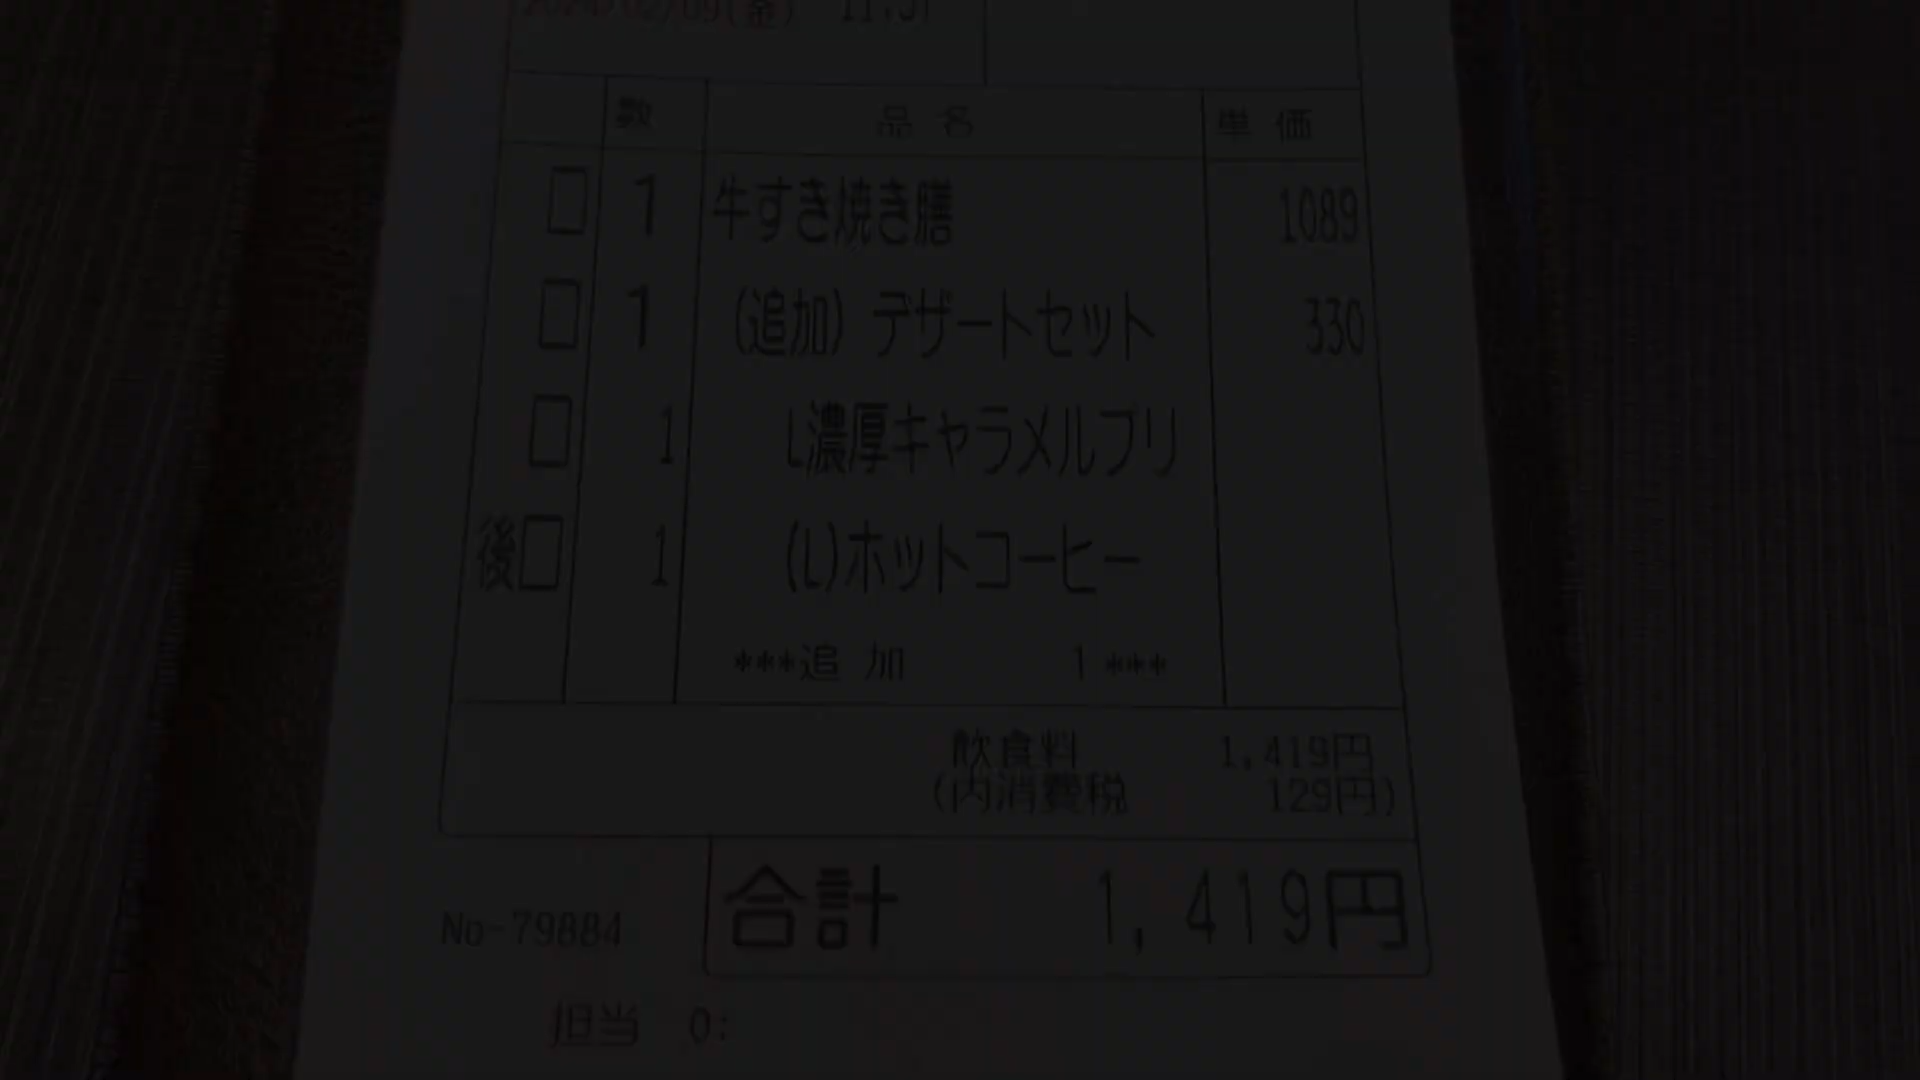 (金)
数 品名 単価
□ 1 牛すき焼き膳 1089
□ 1 (追加) デザートセット 330
□ 1 L濃厚キャラメルプリ
後□ 1 (L)ホットコーヒー
***追加 1***
飲食料 1,419円
(内消費税 129円)
合計 1,419円
No-79884
担当 0: